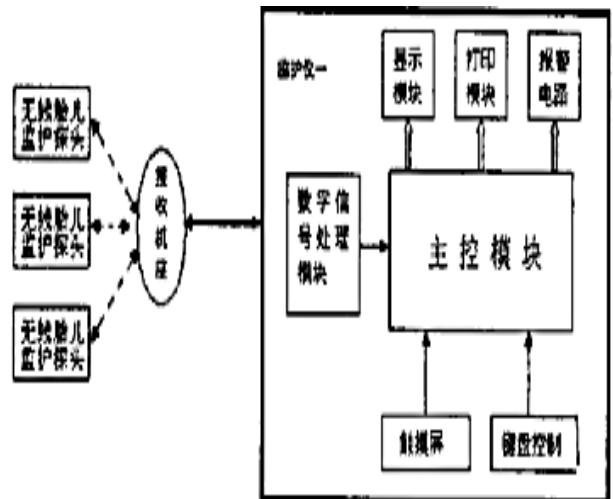 无线胎儿
监护探头
无线胎儿
监护探头
无线胎儿
监护探头
接收机座
监护仪一
显示
模块
打印
模块
报警
电路
数字信
号处理
模块
主控模块
触摸屏
键盘控制